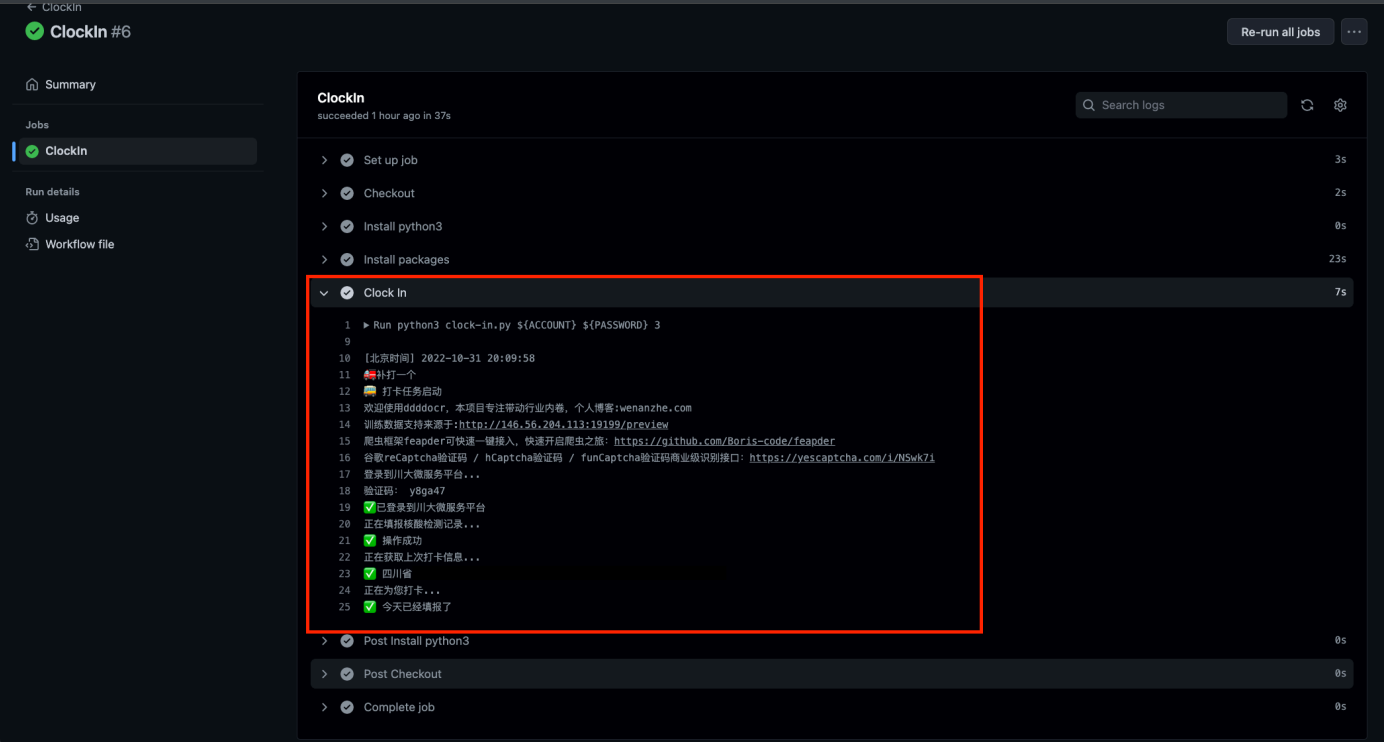 ← ClockIn
ClockIn #6
Re-run all jobs
Summary
Jobs
ClockIn
Run details
Usage
Workflow file
ClockIn
succeeded 1 hour ago in 37s
Search logs
Set up job 3s
Checkout 2s
Install python3 0s
Install packages 23s
Clock In 7s
1 ▶ Run python3 clock-in.py ${ACCOUNT} ${PASSWORD} 3
9
10 [北京时间] 2022-10-31 20:09:58
11 🚒补打一个
12 🚎 打卡任务启动
13 欢迎使用ddddocr，本项目专注带动行业内卷，个人博客:wenanzhe.com
14 训练数据支持来源于:http://146.56.204.113:19199/preview
15 爬虫框架feapder可快速一键接入，快速开启爬虫之旅：https://github.com/Boris-code/feapder
16 谷歌reCaptcha验证码 / hCaptcha验证码 / funCaptcha验证码商业级识别接口：https://yescaptcha.com/i/NSwk7i
17 登录到川大微服务平台...
18 验证码： y8ga47
19 ✅已登录到川大微服务平台
20 正在填报核酸检测记录...
21 ✅ 操作成功
22 正在获取上次打卡信息...
23 ✅ 四川省
24 正在为您打卡...
25 ✅ 今天已经填报了
Post Install python3 0s
Post Checkout 0s
Complete job 0s